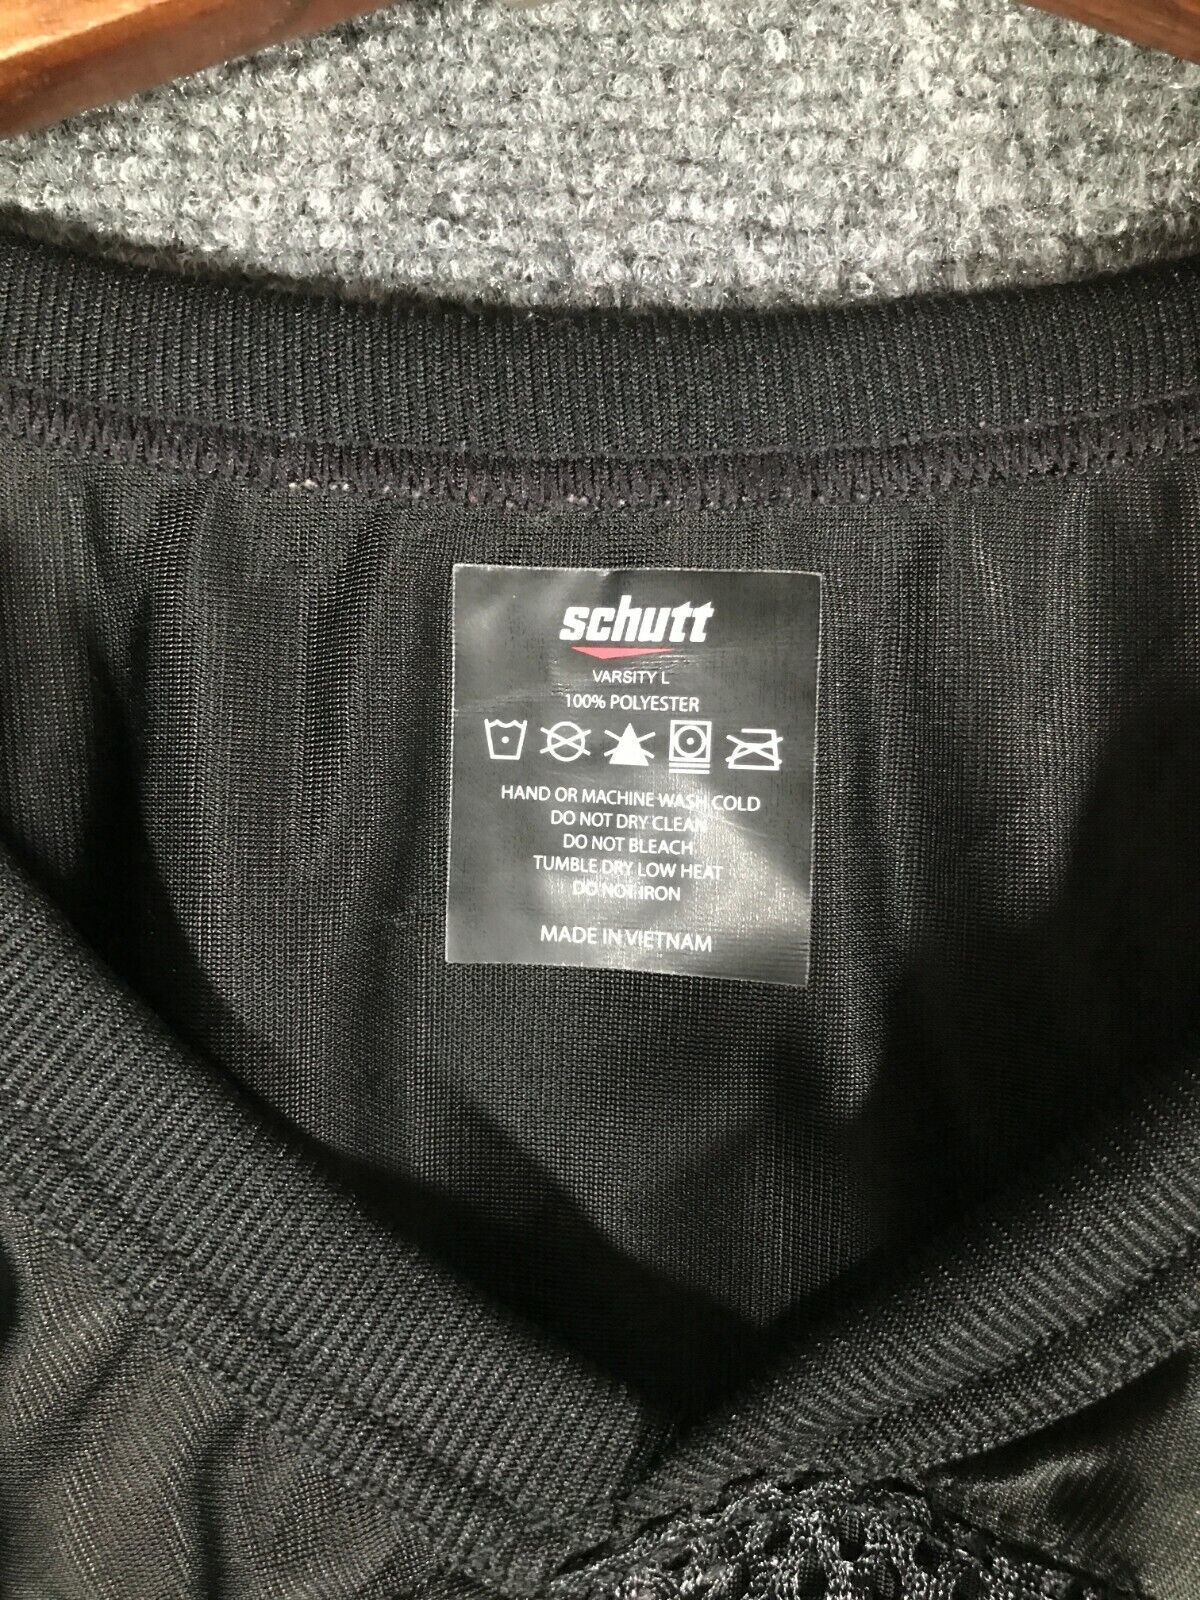 schutt
VARSITY L
100% POLYESTER
HAND OR MACHINE WASH COLD
DO NOT DRY CLEAN
DO NOT BLEACH
TUMBLE DRY LOW HEAT
DO NOT IRON
MADE IN VIETNAM